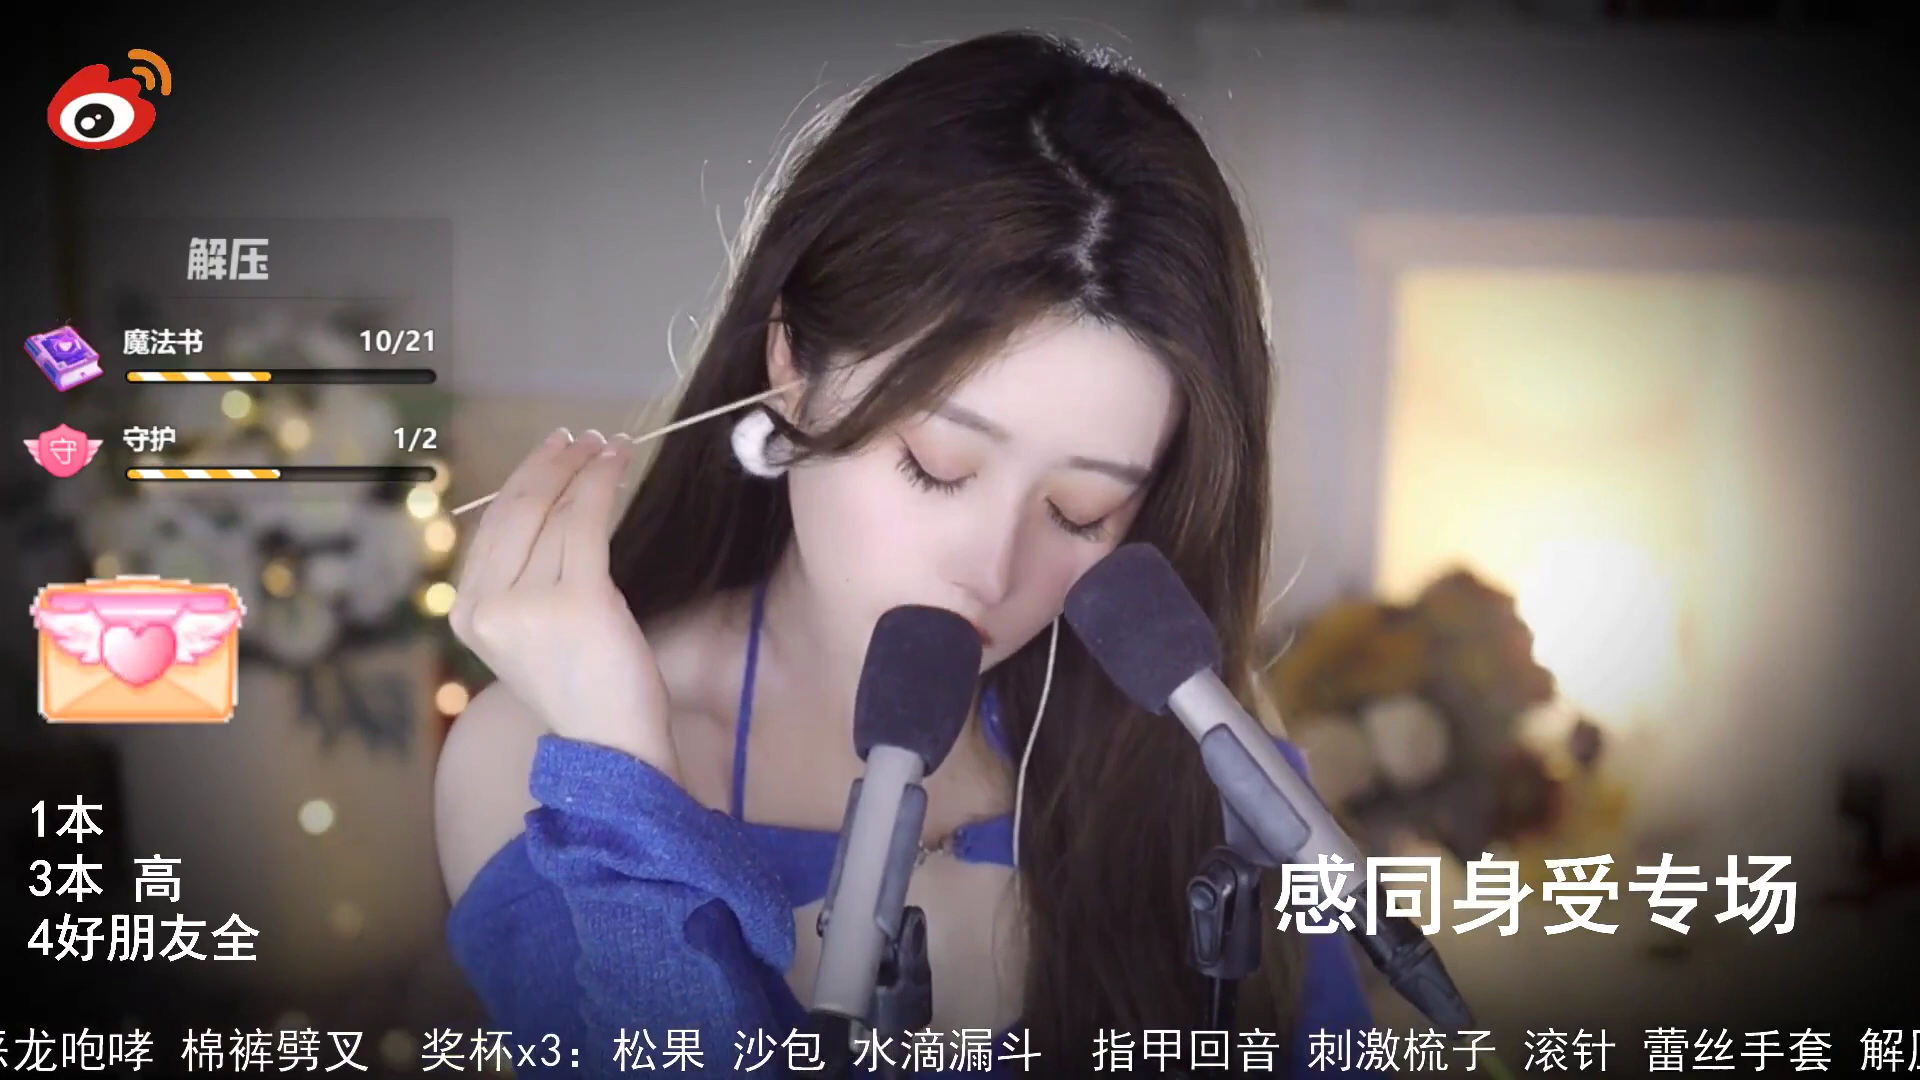 解压
魔法书 10/21
守护 1/2
守
1本
3本 高
4好朋友全
感同身受专场
龙咆哮 棉裤劈叉 奖杯x3：松果 沙包 水滴漏斗 指甲回音 刺激梳子 滚针 蕾丝手套 解